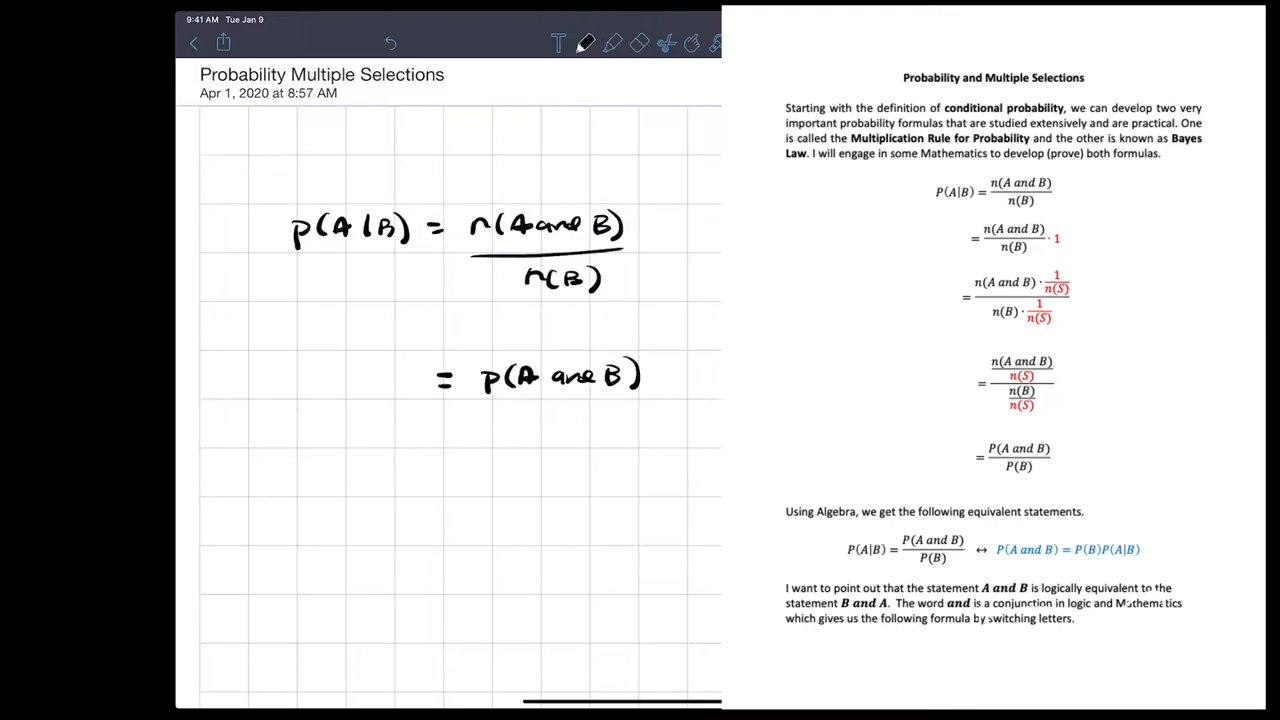 9:41 AM Tue Jan 9
Probability Multiple Selections
Apr 1, 2020 at 8:57 AM
p(A|B) = n(A and B)
n(B)
= p(A and B)
Probability and Multiple Selections
Starting with the definition of conditional probability, we can develop two very
important probability formulas that are studied extensively and are practical. One
is called the Multiplication Rule for Probability and the other is known as Bayes
Law. I will engage in some Mathematics to develop (prove) both formulas.
P(A|B) = n(A and B)
n(B)
= n(A and B)
n(B) · 1
= n(A and B) · 1
n(S)
n(B) · 1
n(S)
= n(A and B)
n(S)
n(B)
n(S)
= P(A and B)
P(B)
Using Algebra, we get the following equivalent statements.
P(A|B) = P(A and B)
P(B) ↔ P(A and B) = P(B)P(A|B)
I want to point out that the statement A and B is logically equivalent to the
statement B and A. The word and is a conjunction in logic and Mathematics
which gives us the following formula by switching letters.